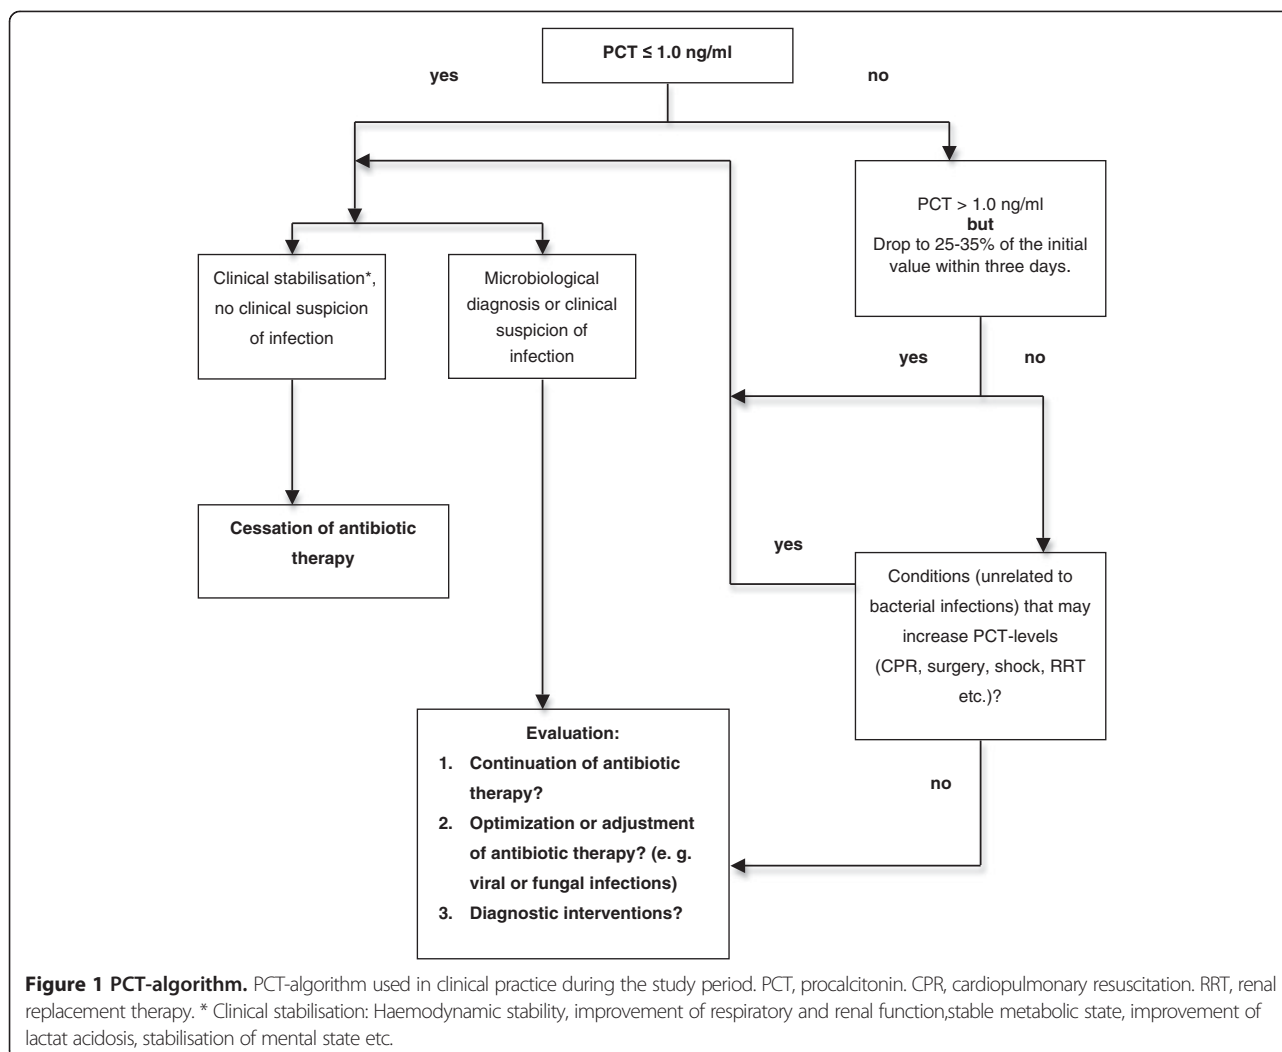 PCT ≤ 1.0 ng/ml
yes
no
PCT > 1.0 ng/ml
but
Drop to 25-35% of the initial
value within three days.
Clinical stabilisation*,
no clinical suspicion
of infection
Microbiological
diagnosis or clinical
suspicion of
infection
yes
no
Cessation of antibiotic
therapy
yes
Conditions (unrelated to
bacterial infections) that may
increase PCT-levels
(CPR, surgery, shock, RRT
etc.)?
no
Evaluation:
1. Continuation of antibiotic
therapy?
2. Optimization or adjustment
of antibiotic therapy? (e. g.
viral or fungal infections)
3. Diagnostic interventions?
Figure 1 PCT-algorithm. PCT-algorithm used in clinical practice during the study period. PCT, procalcitonin. CPR, cardiopulmonary resuscitation. RRT, renal
replacement therapy. * Clinical stabilisation: Haemodynamic stability, improvement of respiratory and renal function,stable metabolic state, improvement of
lactat acidosis, stabilisation of mental state etc.